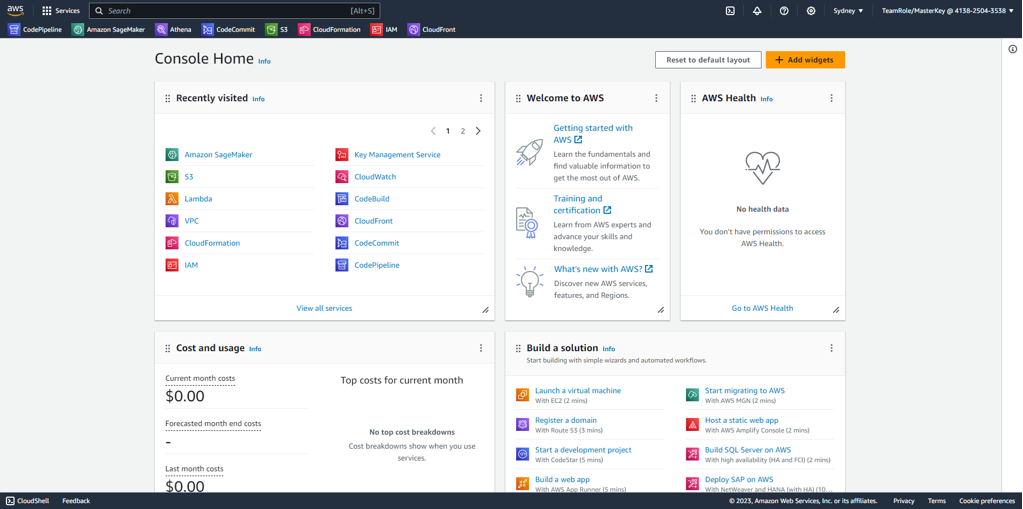 aws
Services
Search
[Alt+S]
Sydney
TeamRole/MasterKey @ 4138-2504-3538
CodePipeline
Amazon SageMaker
Athena
CodeCommit
S3
CloudFormation
IAM
CloudFront
Console Home
Info
Reset to default layout
Add widgets
Recently visited
Info
1
2
Amazon SageMaker
S3
Lambda
VPC
CloudFormation
IAM
Key Management Service
CloudWatch
CodeBuild
CloudFront
CodeCommit
CodePipeline
View all services
Welcome to AWS
Getting started with
AWS
Learn the fundamentals and
find valuable information to
get the most out of AWS.
Training and
certification
Learn from AWS experts and
advance your skills and
knowledge.
What's new with AWS?
Discover new AWS services,
features, and Regions.
AWS Health
Info
No health data
You don't have permissions to access
AWS Health.
Go to AWS Health
Cost and usage
Info
Current month costs
$0.00
Forecasted month end costs
-
Last month costs
$0.00
Top costs for current month
No top cost breakdowns
Cost breakdowns show when you use
services.
Build a solution
Info
Start building with simple wizards and automated workflows.
Launch a virtual machine
With EC2 (2 mins)
Register a domain
With Route 53 (3 mins)
Start a development project
With CodeStar (5 mins)
Build a web app
With AWS App Runner (5 mins)
Start migrating to AWS
With AWS MGN (2 mins)
Host a static web app
With AWS Amplify Console (2 mins)
Build SQL Server on AWS
With high availability (HA and FCI) (2 mins)
Deploy SAP on AWS
With NetWeaver and HANA (with HA) (10...
CloudShell
Feedback
© 2023, Amazon Web Services, Inc. or its affiliates.
Privacy
Terms
Cookie preferences